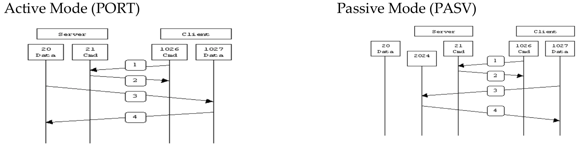 Active Mode (PORT)
Server Client
20 Data 21 Cmd 1026 Cmd 1027 Data
1
2
3
4
Passive Mode (PASV)
Server Client
20 Data 2024 21 Cmd 1026 Cmd 1027 Data
1
2
3
4